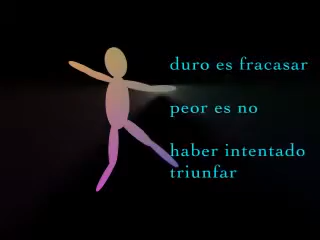 duro es fracasar
peor es no
haber intentado
triunfar